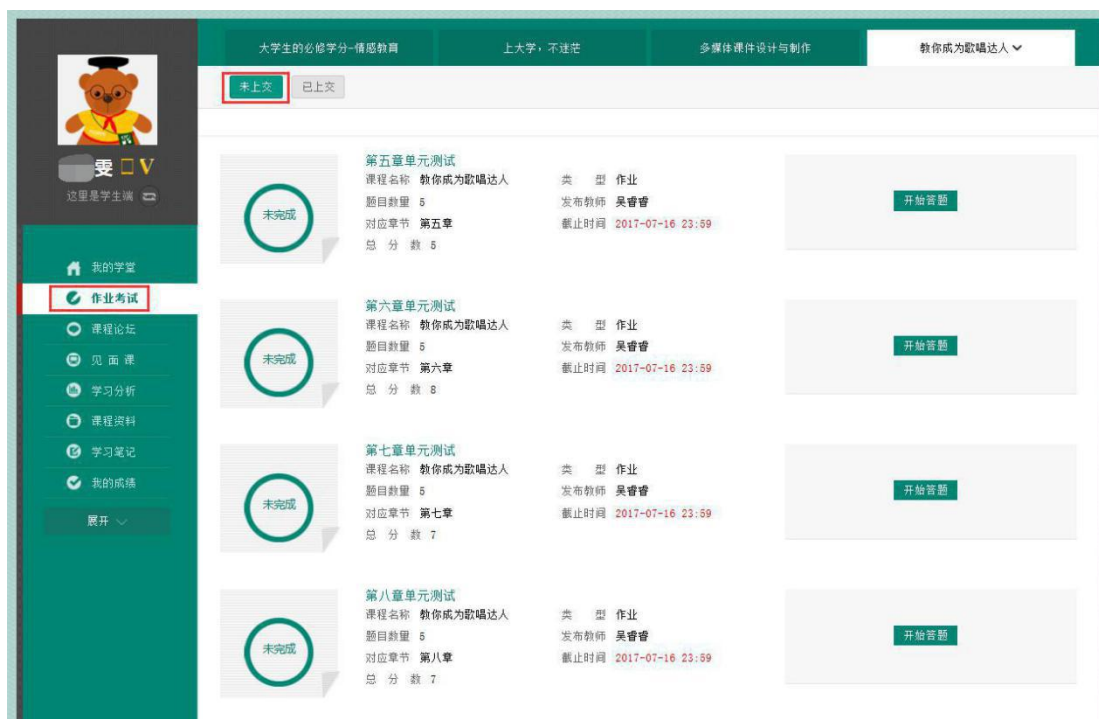 大学生的必修学分-情感教育
上大学，不迷茫
多媒体课件设计与制作
教你成为歌唱达人
未上交
已上交
雯 V
这里是学生端
我的学堂
作业考试
课程论坛
见面课
学习分析
课程资料
学习笔记
我的成绩
展开
第五章单元测试
课程名称 教你成为歌唱达人 类 型 作业
未完成
题目数量 5 发布教师 吴睿睿
开始答题
对应章节 第五章 截止时间 2017-07-16 23:59
总 分 数 5
第六章单元测试
课程名称 教你成为歌唱达人 类 型 作业
未完成
题目数量 5 发布教师 吴睿睿
开始答题
对应章节 第六章 截止时间 2017-07-16 23:59
总 分 数 8
第七章单元测试
课程名称 教你成为歌唱达人 类 型 作业
未完成
题目数量 5 发布教师 吴睿睿
开始答题
对应章节 第七章 截止时间 2017-07-16 23:59
总 分 数 7
第八章单元测试
课程名称 教你成为歌唱达人 类 型 作业
未完成
题目数量 5 发布教师 吴睿睿
开始答题
对应章节 第八章 截止时间 2017-07-16 23:59
总 分 数 7